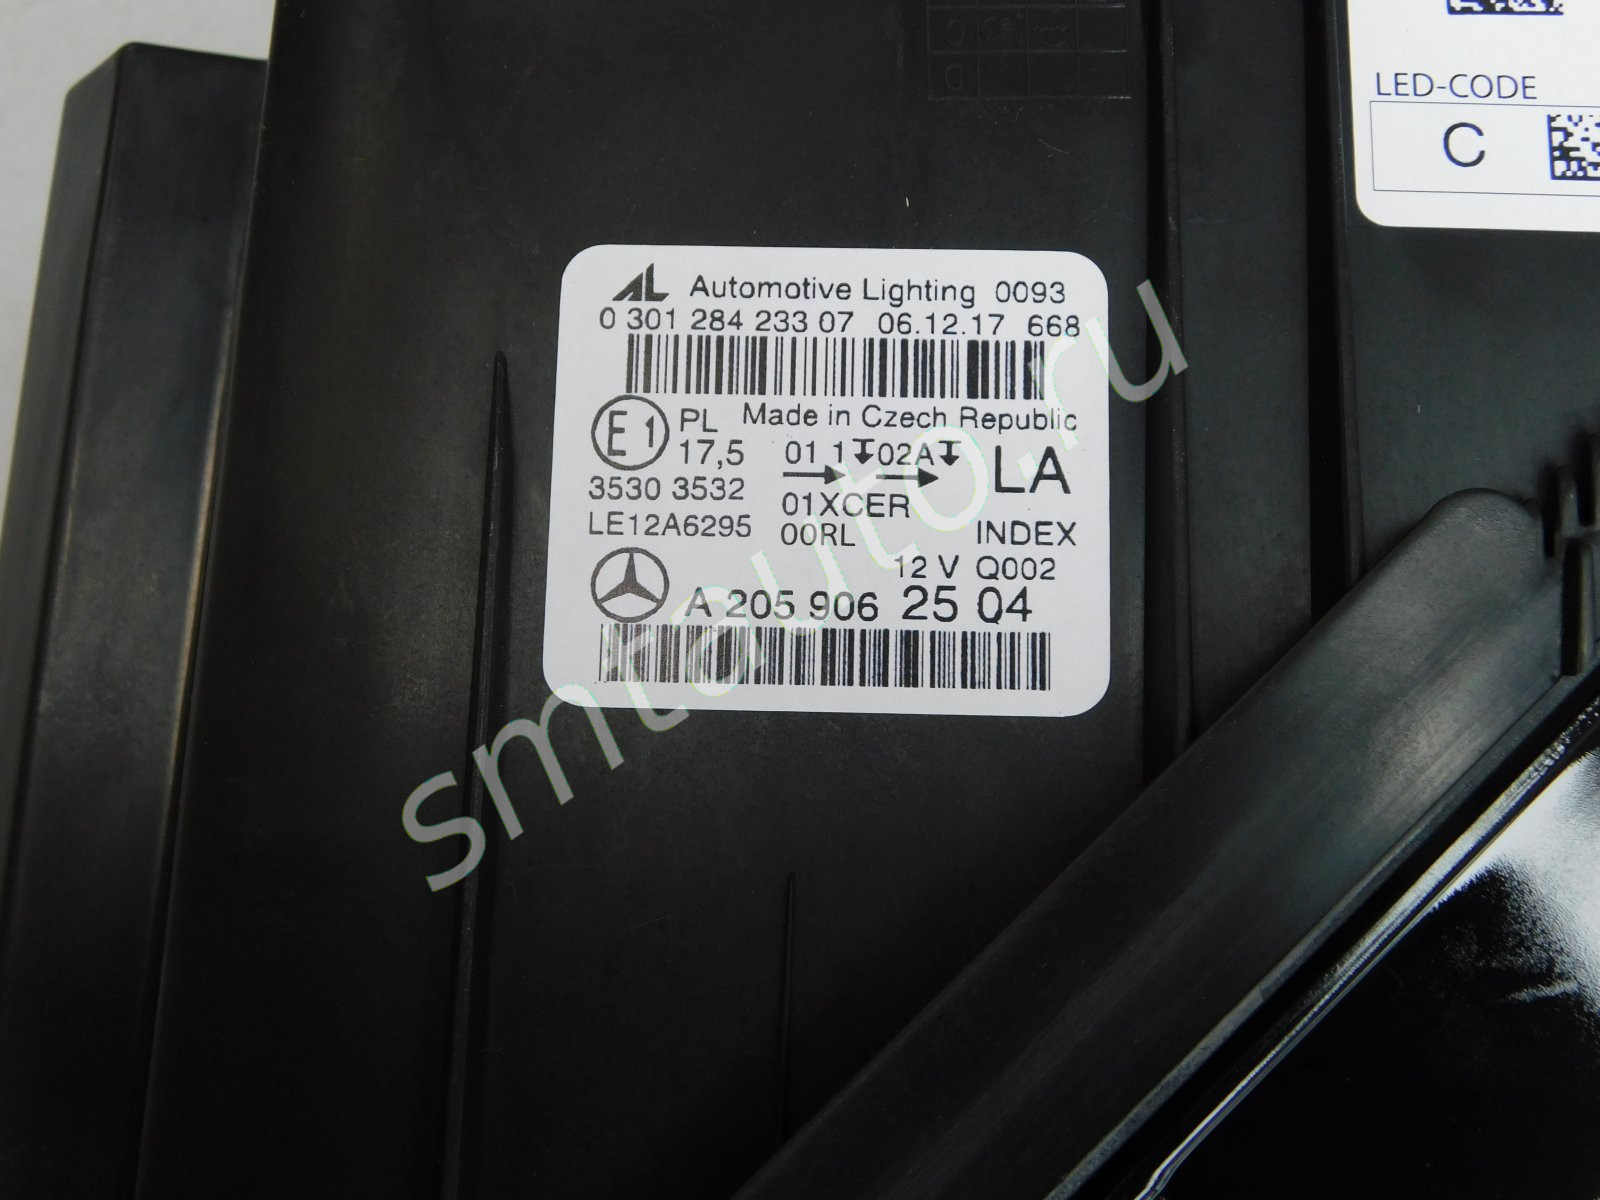 LED-CODE
C
AL Automotive Lighting 0093
0 301 284 233 07 06.12.17 668
E1 PL Made in Czech Republic
17,5 01 1 02A LA
3530 3532 01XCER
LE12A6295 00RL INDEX
12 V Q002
A 205 906 25 04
smtauto.ru